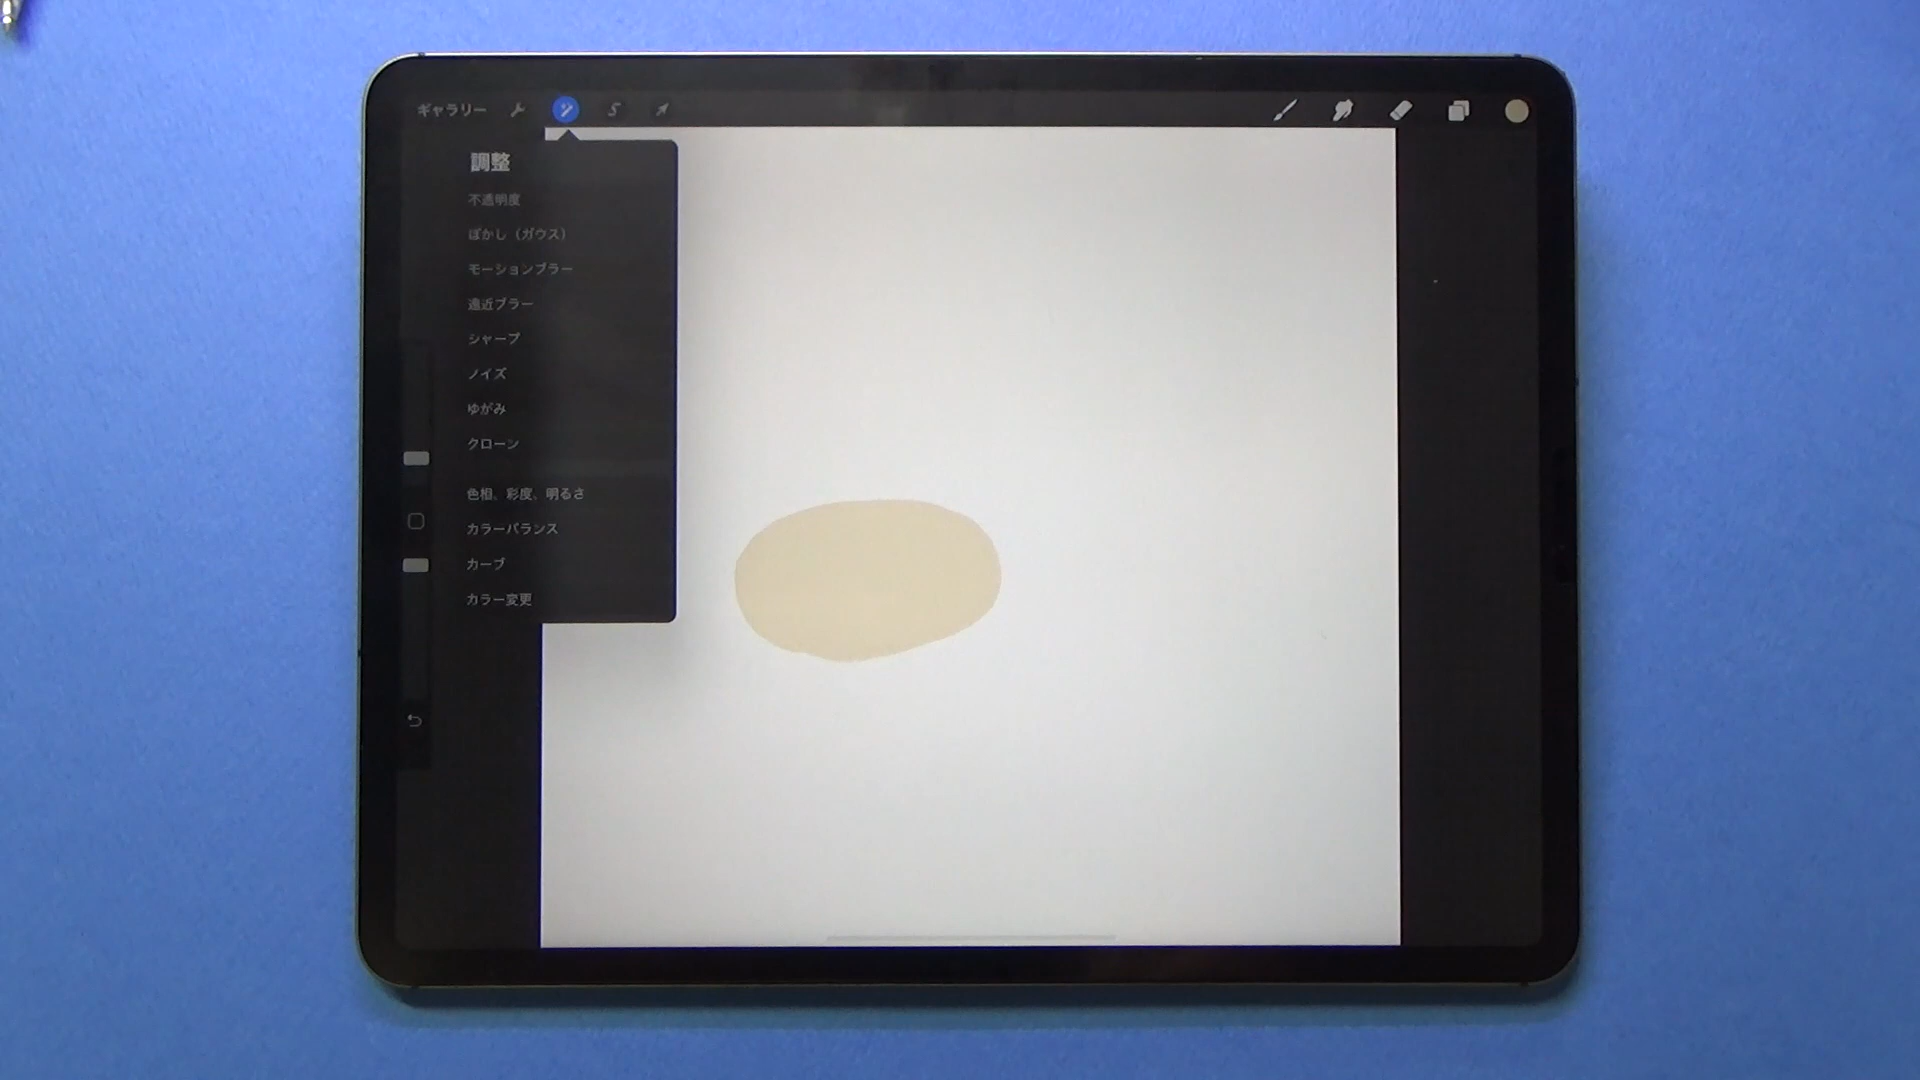 ギャラリー
調整
不透明度
ぼかし（ガウス）
モーションブラー
遠近ブラー
シャープ
ノイズ
ゆがみ
クローン
色相、彩度、明るさ
カラーバランス
カーブ
カラー変更